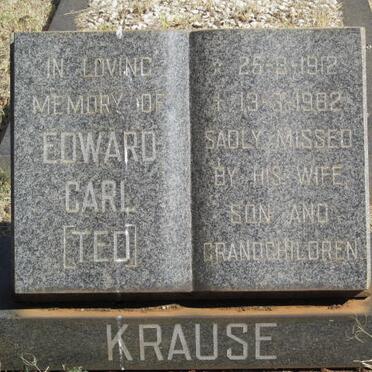 IN LOVING
MEMORY OF
EDWARD
CARL
[TED]
* 25-8-1912
† 13-3-1982
SADLY MISSED
BY HIS WIFE
SON AND
GRANDCHILDREN
KRAUSE